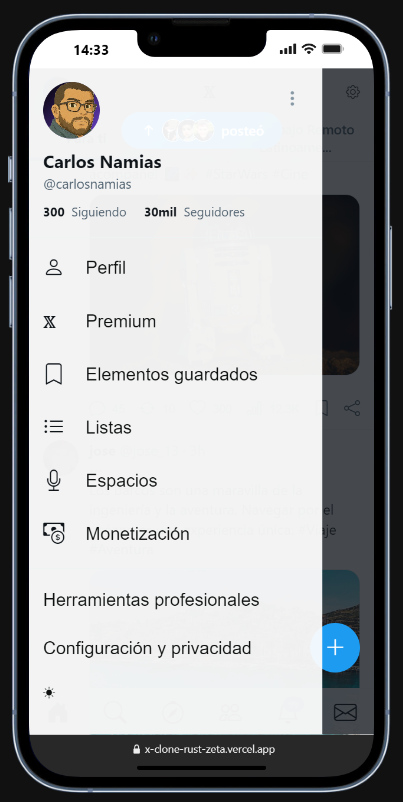 14:33
posteó
moto
Carlos Namias
@carlosnamias
300 Siguiendo 30mil Seguidores
Perfil
X Premium
Elementos guardados
Listas
Espacios
Monetización
Herramientas profesionales
Configuración y privacidad
x-clone-rust-zeta.vercel.app